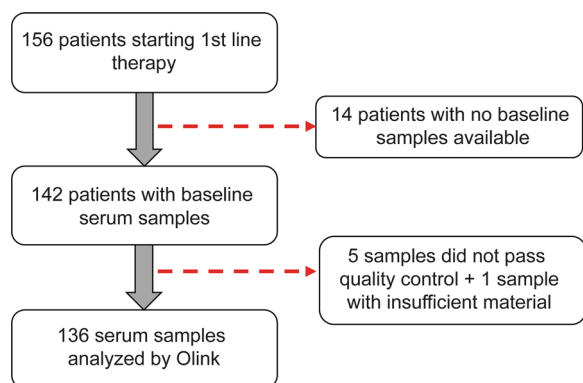 156 patients starting 1st line
therapy
14 patients with no baseline
samples available
142 patients with baseline
serum samples
5 samples did not pass
quality control + 1 sample
with insufficient material
136 serum samples
analyzed by Olink